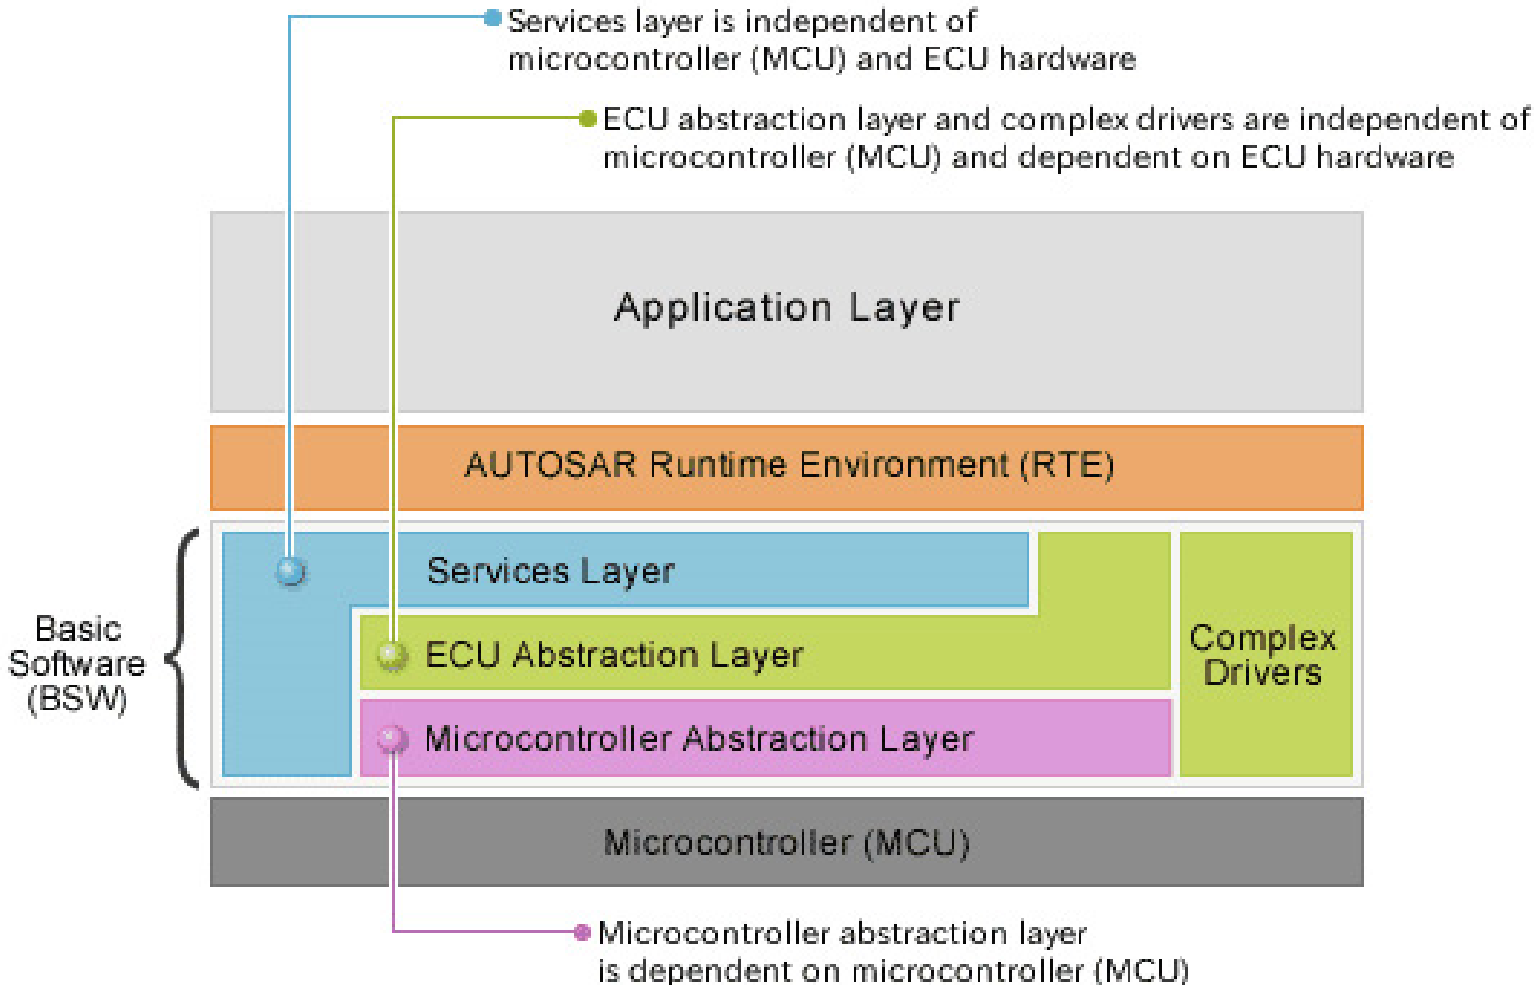 Services layer is independent of
microcontroller (MCU) and ECU hardware
ECU abstraction layer and complex drivers are independent of
microcontroller (MCU) and dependent on ECU hardware
Application Layer
AUTOSAR Runtime Environment (RTE)
Basic
Software
(BSW)
Services Layer
ECU Abstraction Layer
Microcontroller Abstraction Layer
Complex
Drivers
Microcontroller (MCU)
Microcontroller abstraction layer
is dependent on microcontroller (MCU)